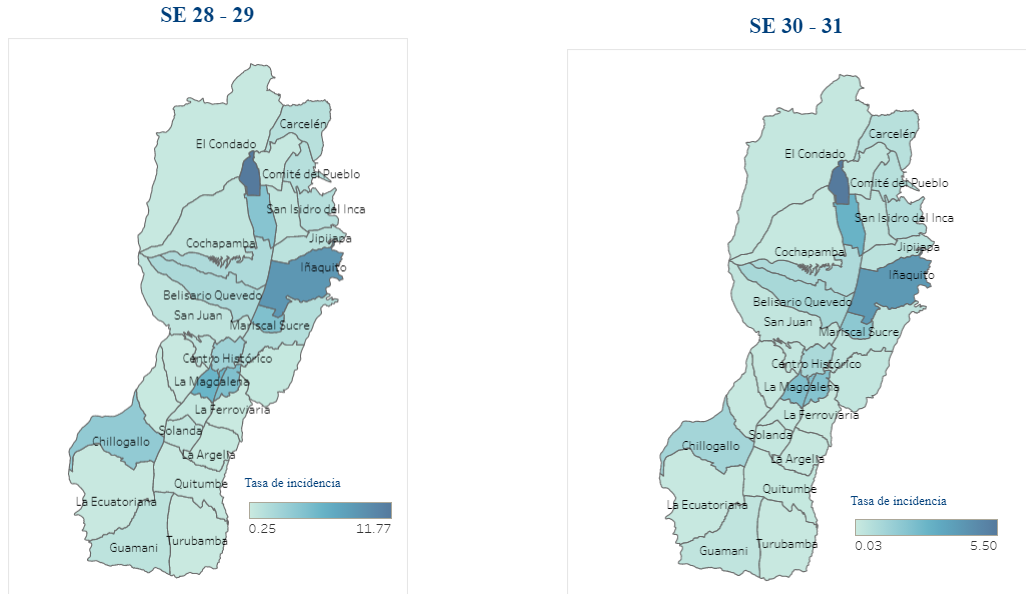 SE 28 - 29
Carcelén
El Condado
Comité del Pueblo
San Isidro del Inca
Jipijapa
Cochapamba
Iñaquito
Belisario Quevedo
San Juan
Mariscal Sucre
Centro Histórico
La Magdalena
La Ferroviaria
Solanda
Chillogallo
La Argelia
Quitumbe
La Ecuatoriana
Turubamba
Guamani
Tasa de incidencia
0.25 11.77
SE 30 - 31
Carcelén
El Condado
Comité del Pueblo
San Isidro del Inca
Jipijapa
Cochapamba
Iñaquito
Belisario Quevedo
San Juan
Mariscal Sucre
Centro Histórico
La Magdalena
La Ferroviaria
Solanda
Chillogallo
La Argelia
Quitumbe
La Ecuatoriana
Turubamba
Guamani
Tasa de incidencia
0.03 5.50